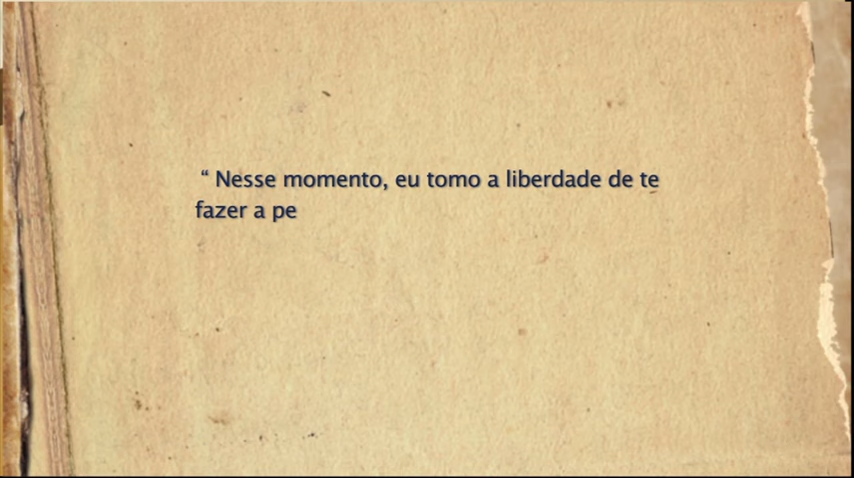 “ Nesse momento, eu tomo a liberdade de te
fazer a pe